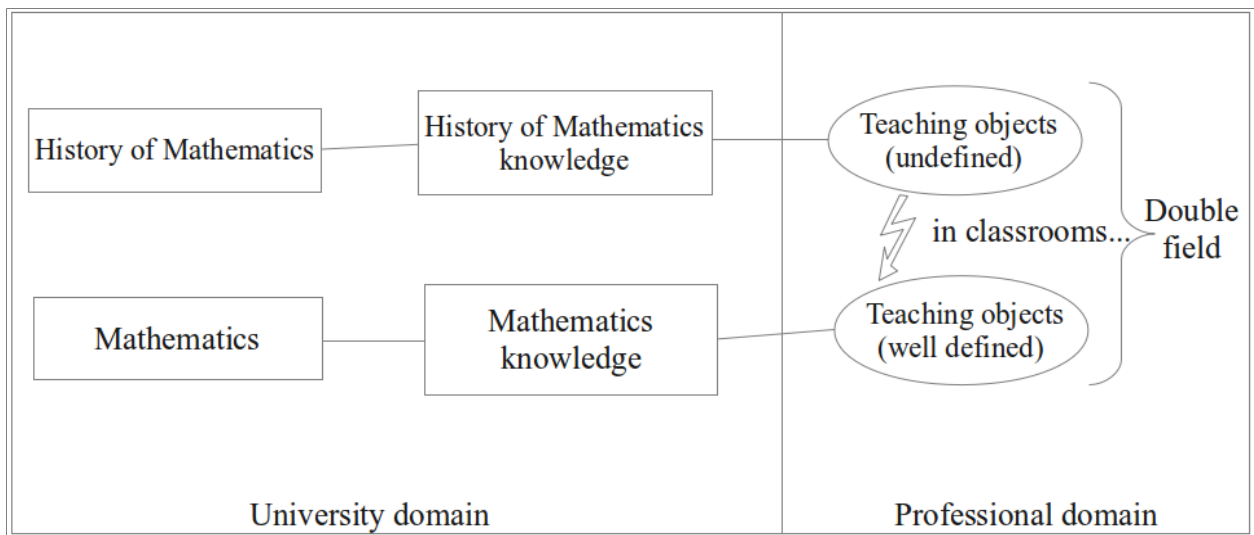 History of Mathematics
History of Mathematics
knowledge
Teaching objects
(undefined)
in classrooms...
Double
field
Mathematics
Mathematics
knowledge
Teaching objects
(well defined)
University domain
Professional domain